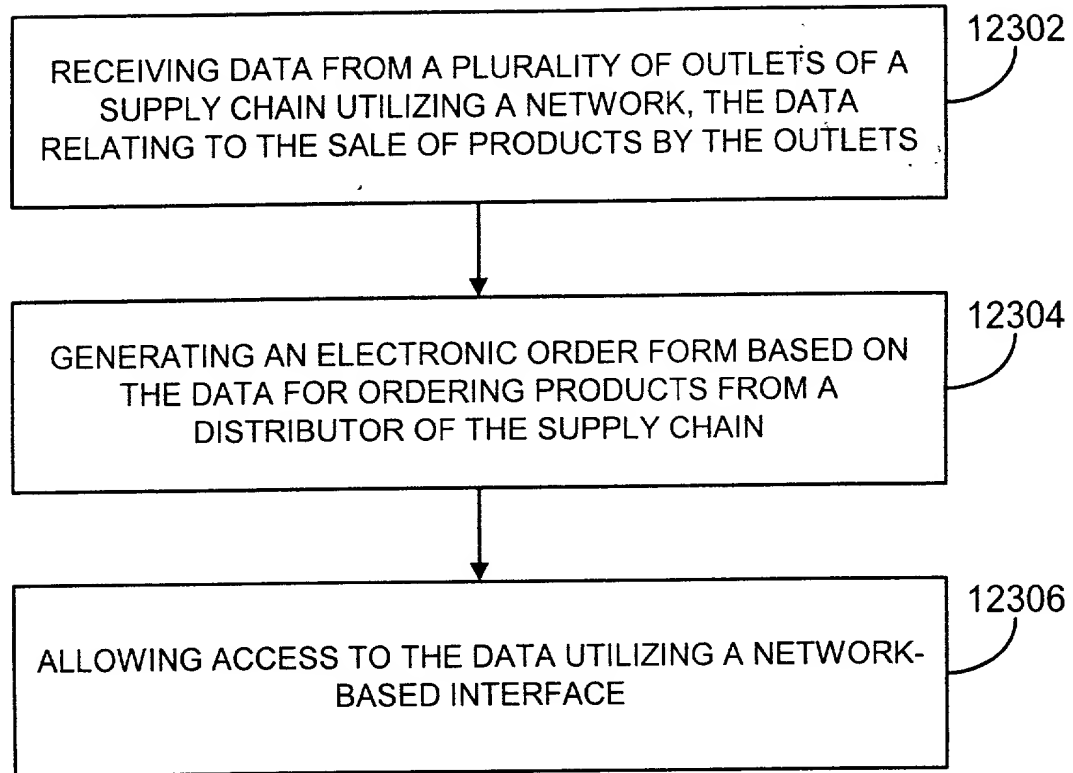 12302
RECEIVING DATA FROM A PLURALITY OF OUTLETS OF A
SUPPLY CHAIN UTILIZING A NETWORK, THE DATA
RELATING TO THE SALE OF PRODUCTS BY THE OUTLETS
12304
GENERATING AN ELECTRONIC ORDER FORM BASED ON
THE DATA FOR ORDERING PRODUCTS FROM A
DISTRIBUTOR OF THE SUPPLY CHAIN
12306
ALLOWING ACCESS TO THE DATA UTILIZING A NETWORK-
BASED INTERFACE